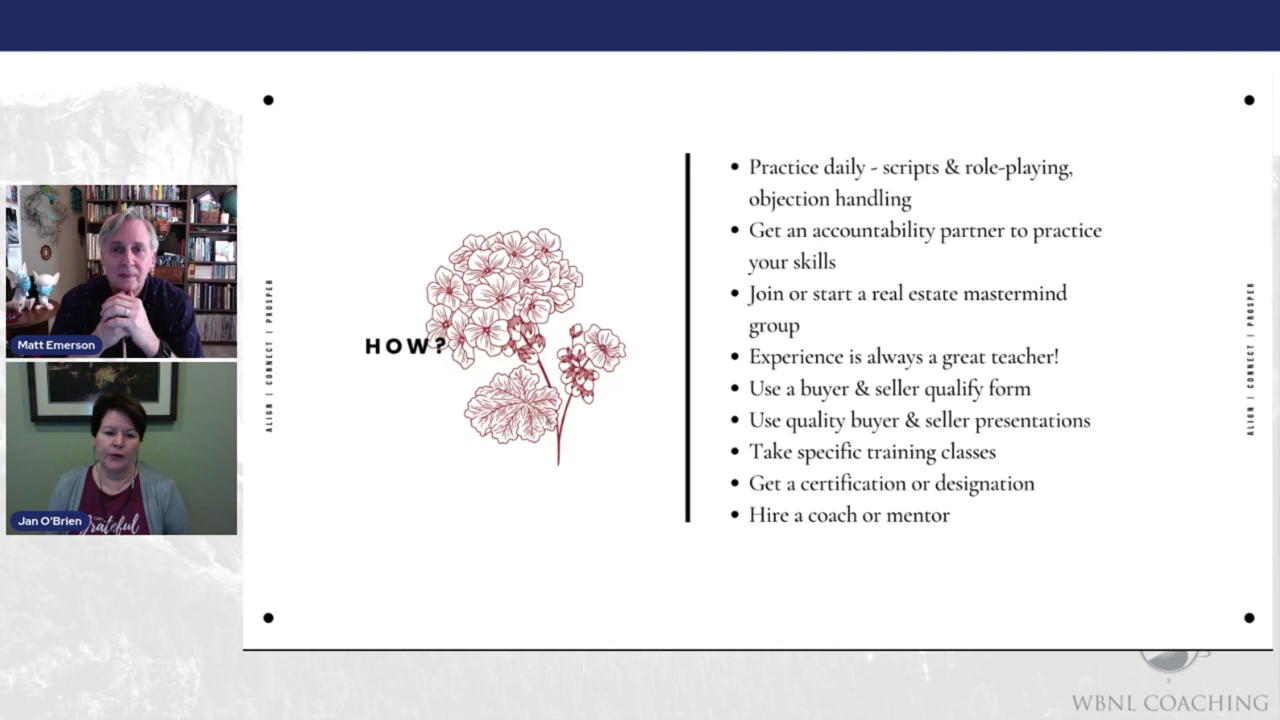 Matt Emerson
Grateful
Jan O'Brien
ALIGN | CONNECT | PROSPER
HOW?
• Practice daily - scripts & role-playing,
objection handling
• Get an accountability partner to practice
your skills
• Join or start a real estate mastermind
group
• Experience is always a great teacher!
• Use a buyer & seller qualify form
• Use quality buyer & seller presentations
• Take specific training classes
• Get a certification or designation
• Hire a coach or mentor
ALIGN | CONNECT | PROSPER
WBNL COACHING